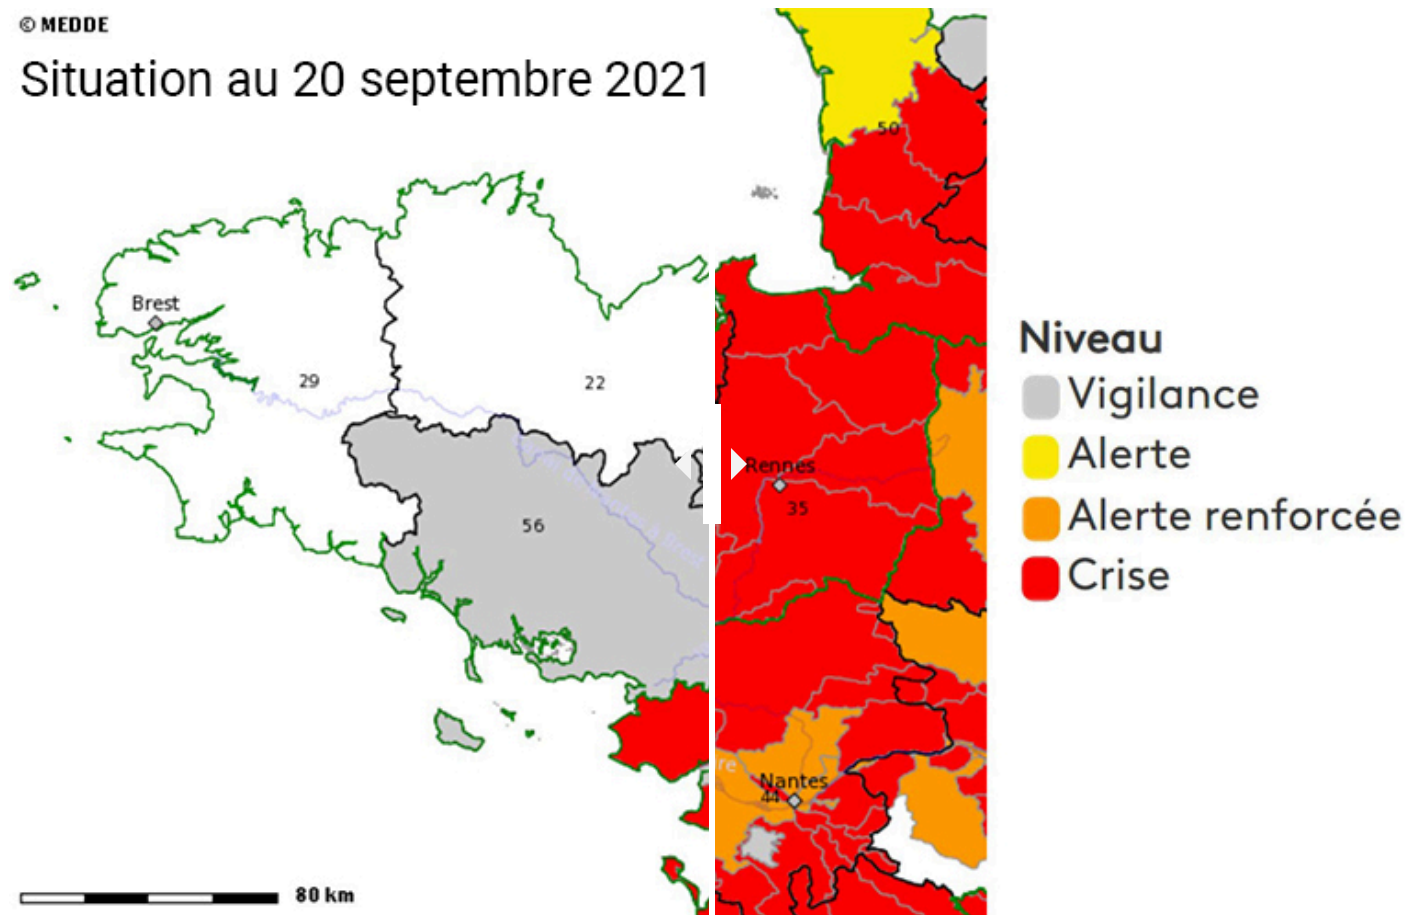 © MEDDE
Situation au 20 septembre 2021
50
Brest
29
22
Niveau
Vigilance
Alerte
Alerte renforcée
Crise
Rennes
35
56
Nantes
44
80 km